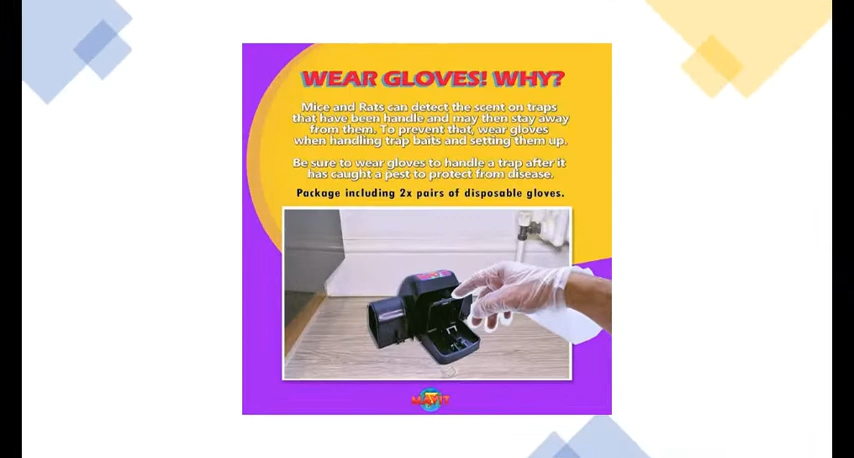 WEAR GLOVES! WHY?
Mice and Rats can detect the scent on traps
that have been handle and may then stay away
from them. To prevent that, wear gloves
when handling trap baits and setting them up.
Be sure to wear gloves to handle a trap after it
has caught a pest to protect from disease.
Package including 2x pairs of disposable gloves.